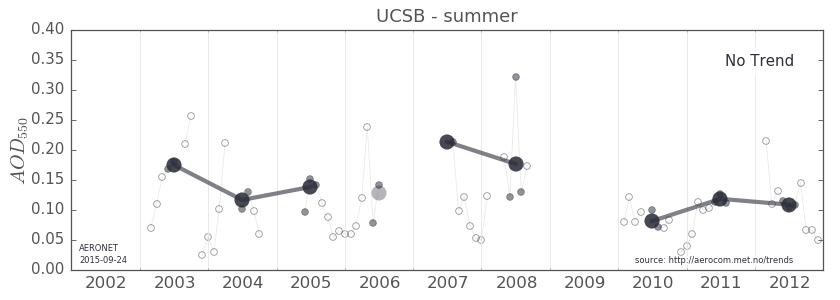 UCSB - summer
0.40
0.35
0.30
0.25
0.20
0.15
0.10
0.05
0.00
AOD550
No Trend
AERONET
2015-09-24
source: http://aerocom.met.no/trends
2002 2003 2004 2005 2006 2007 2008 2009 2010 2011 2012